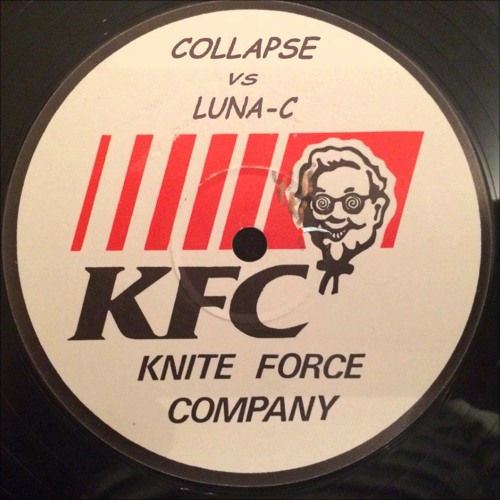 COLLAPSE
VS
LUNA-C
KFC
KNITE FORCE
COMPANY